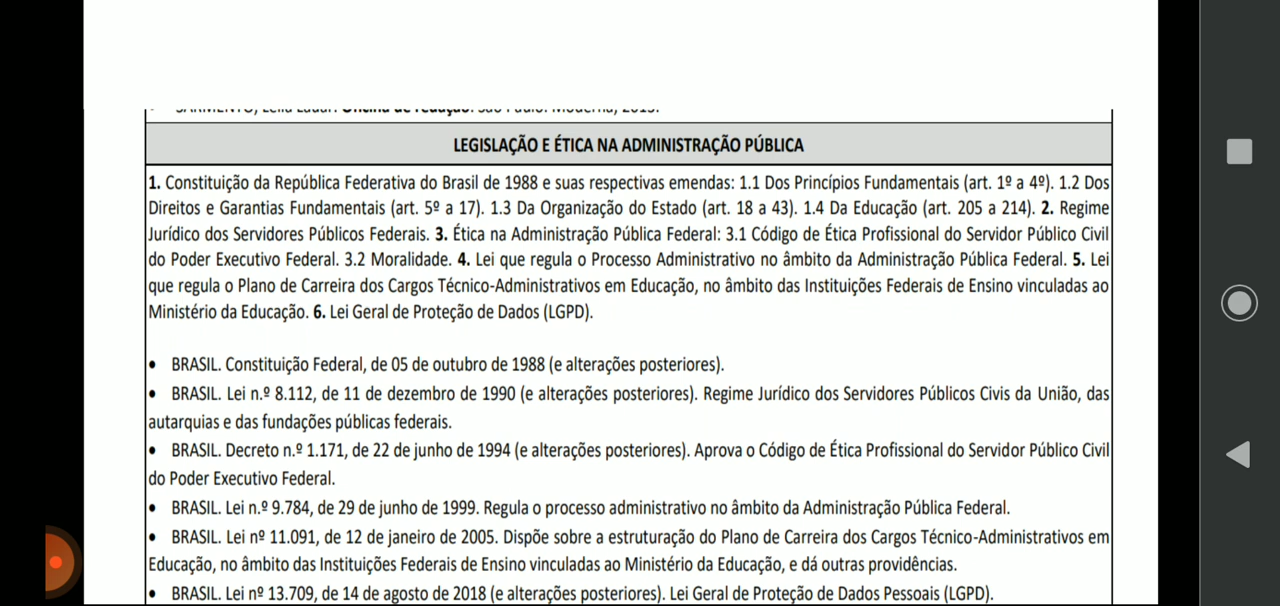 SARMENTO, Leila Lauar. Oficina de redação. São Paulo: Moderna, 2013.
LEGISLAÇÃO E ÉTICA NA ADMINISTRAÇÃO PÚBLICA
1. Constituição da República Federativa do Brasil de 1988 e suas respectivas emendas: 1.1 Dos Princípios Fundamentais (art. 1º a 4º). 1.2 Dos
Direitos e Garantias Fundamentais (art. 5º a 17). 1.3 Da Organização do Estado (art. 18 a 43). 1.4 Da Educação (art. 205 a 214). 2. Regime
Jurídico dos Servidores Públicos Federais. 3. Ética na Administração Pública Federal: 3.1 Código de Ética Profissional do Servidor Público Civil
do Poder Executivo Federal. 3.2 Moralidade. 4. Lei que regula o Processo Administrativo no âmbito da Administração Pública Federal. 5. Lei
que regula o Plano de Carreira dos Cargos Técnico-Administrativos em Educação, no âmbito das Instituições Federais de Ensino vinculadas ao
Ministério da Educação. 6. Lei Geral de Proteção de Dados (LGPD).
• BRASIL. Constituição Federal, de 05 de outubro de 1988 (e alterações posteriores).
• BRASIL. Lei n.º 8.112, de 11 de dezembro de 1990 (e alterações posteriores). Regime Jurídico dos Servidores Públicos Civis da União, das
autarquias e das fundações públicas federais.
• BRASIL. Decreto n.º 1.171, de 22 de junho de 1994 (e alterações posteriores). Aprova o Código de Ética Profissional do Servidor Público Civil
do Poder Executivo Federal.
• BRASIL. Lei n.º 9.784, de 29 de junho de 1999. Regula o processo administrativo no âmbito da Administração Pública Federal.
• BRASIL. Lei nº 11.091, de 12 de janeiro de 2005. Dispõe sobre a estruturação do Plano de Carreira dos Cargos Técnico-Administrativos em
Educação, no âmbito das Instituições Federais de Ensino vinculadas ao Ministério da Educação, e dá outras providências.
• BRASIL. Lei nº 13.709, de 14 de agosto de 2018 (e alterações posteriores). Lei Geral de Proteção de Dados Pessoais (LGPD).